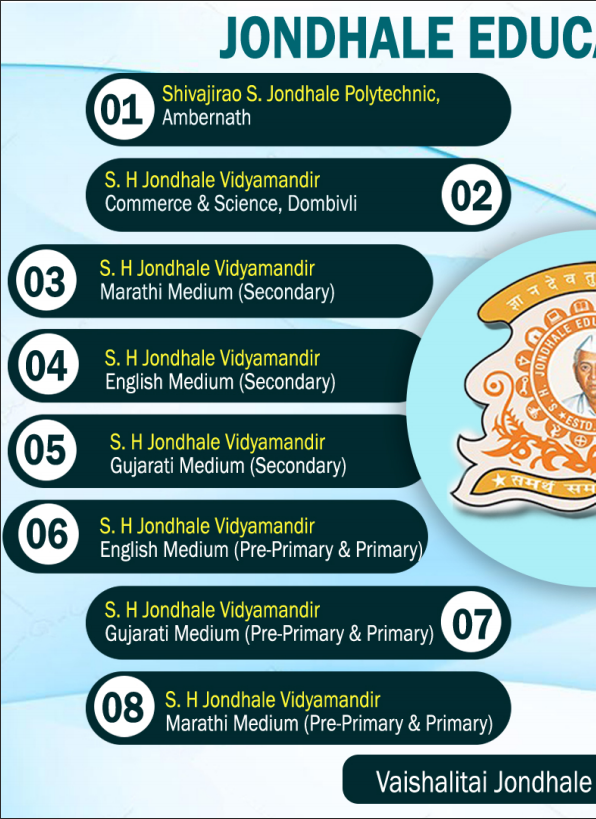 JONDHALE EDUCA
01
Shivajirao S. Jondhale Polytechnic,
Ambernath
S. H Jondhale Vidyamandir
Commerce & Science, Dombivli
02
03
S. H Jondhale Vidyamandir
Marathi Medium (Secondary)
04
S. H Jondhale Vidyamandir
English Medium (Secondary)
05
S. H Jondhale Vidyamandir
Gujarati Medium (Secondary)
06
S. H Jondhale Vidyamandir
English Medium (Pre-Primary & Primary)
S. H Jondhale Vidyamandir
Gujarati Medium (Pre-Primary & Primary)
07
08
S. H Jondhale Vidyamandir
Marathi Medium (Pre-Primary & Primary)
ज्ञान देव तु
S. H. JONDHALE EDU
★ESTD.
★ समर्थ सम
Vaishalitai Jondhale